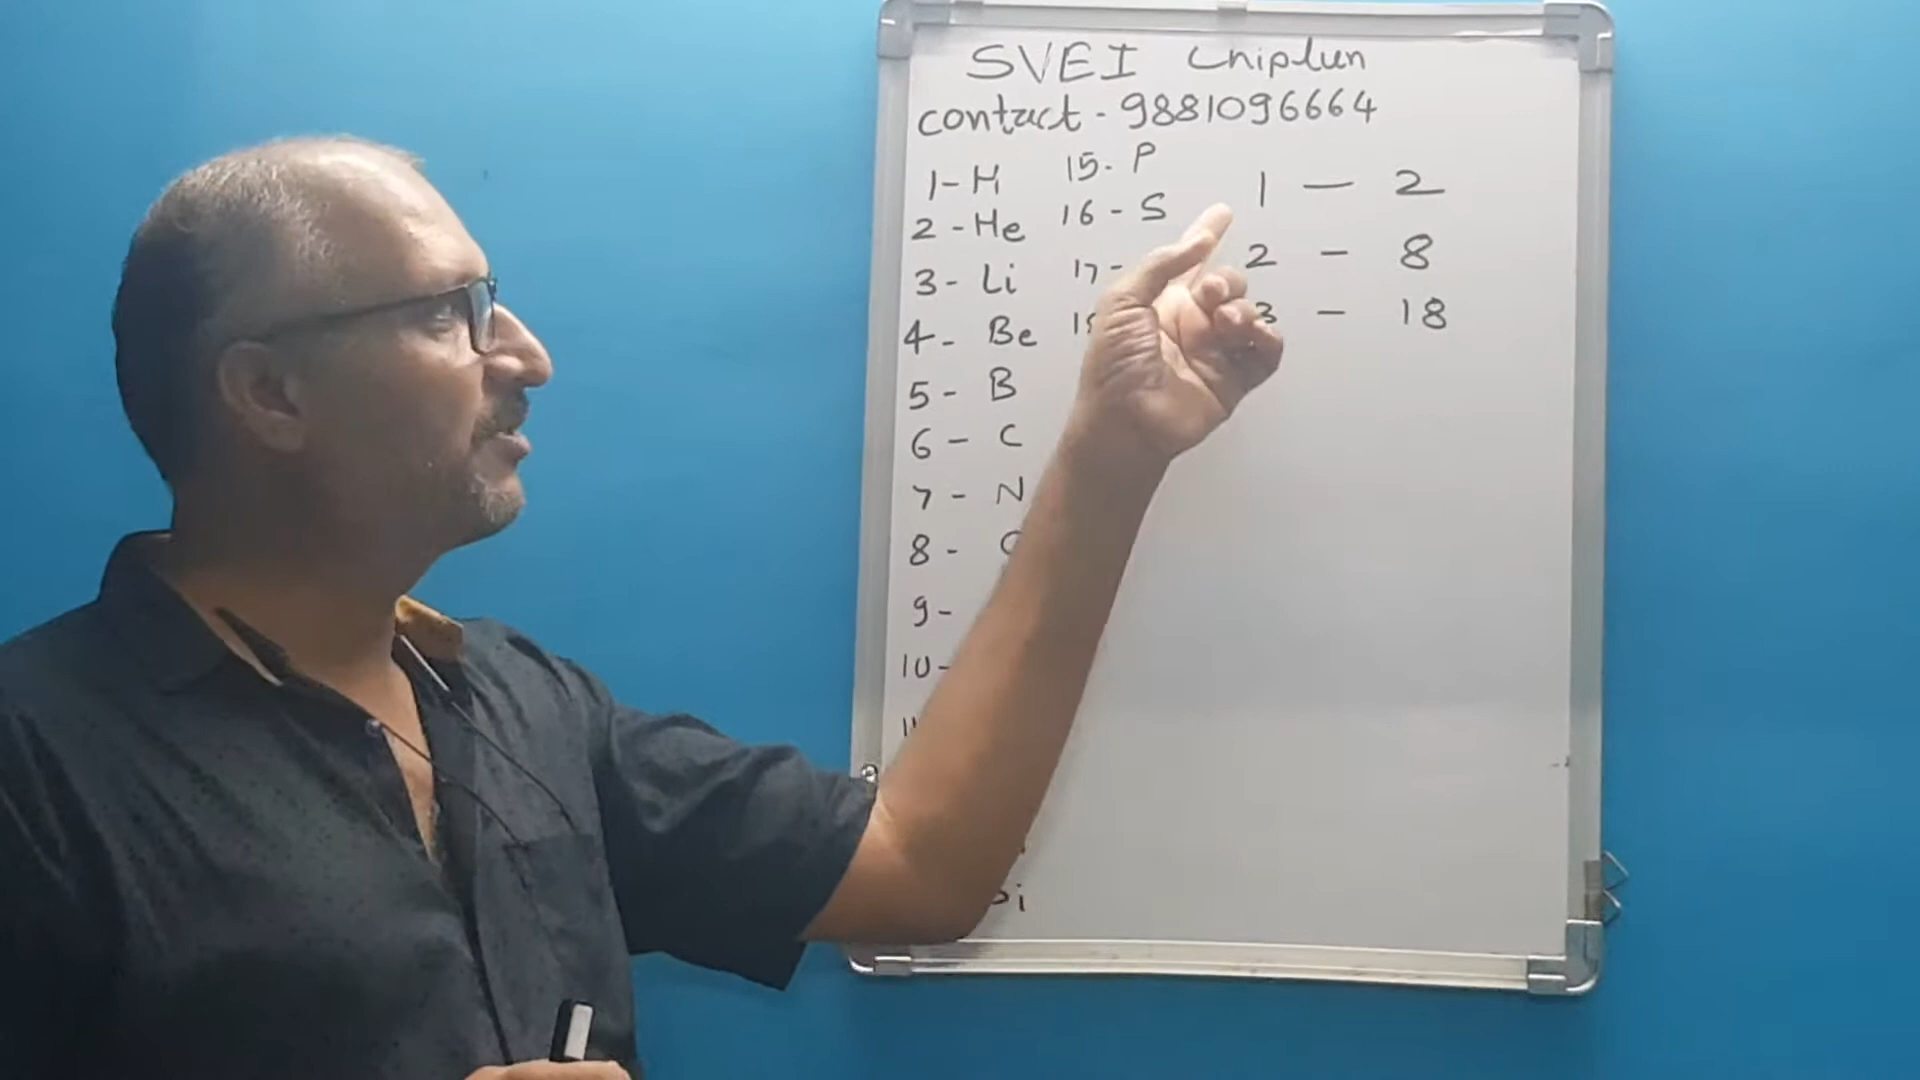 SVEI Chiplun
contact - 9881096664
1- H
2 - He
3- Li
4- Be
5 - B
6 - C
7 - N
8 -
9-
10-
15. P
16 - S
17-
1 — 2
2 - 8
3 - 18